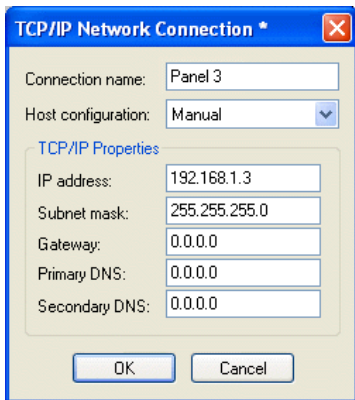 TCP/IP Network Connection *
Connection name: Panel 3
Host configuration: Manual
TCP/IP Properties
IP address: 192.168.1.3
Subnet mask: 255.255.255.0
Gateway: 0.0.0.0
Primary DNS: 0.0.0.0
Secondary DNS: 0.0.0.0
OK Cancel